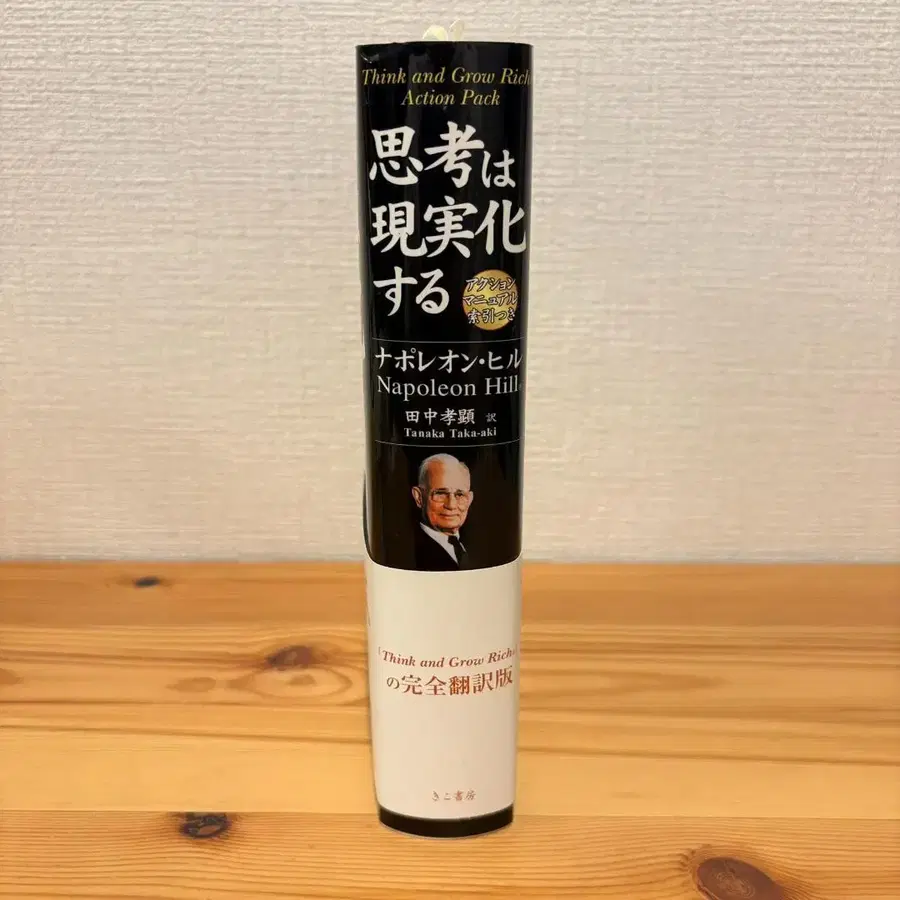 Think and Grow Rich
Action Pack
思考は
現実化
する
アクション
マニュアル
索引つき
ナポレオン・ヒル
Napoleon Hill
田中孝顕 訳
Tanaka Taka-aki
《Think and Grow Rich》
の完全翻訳版
きこ書房